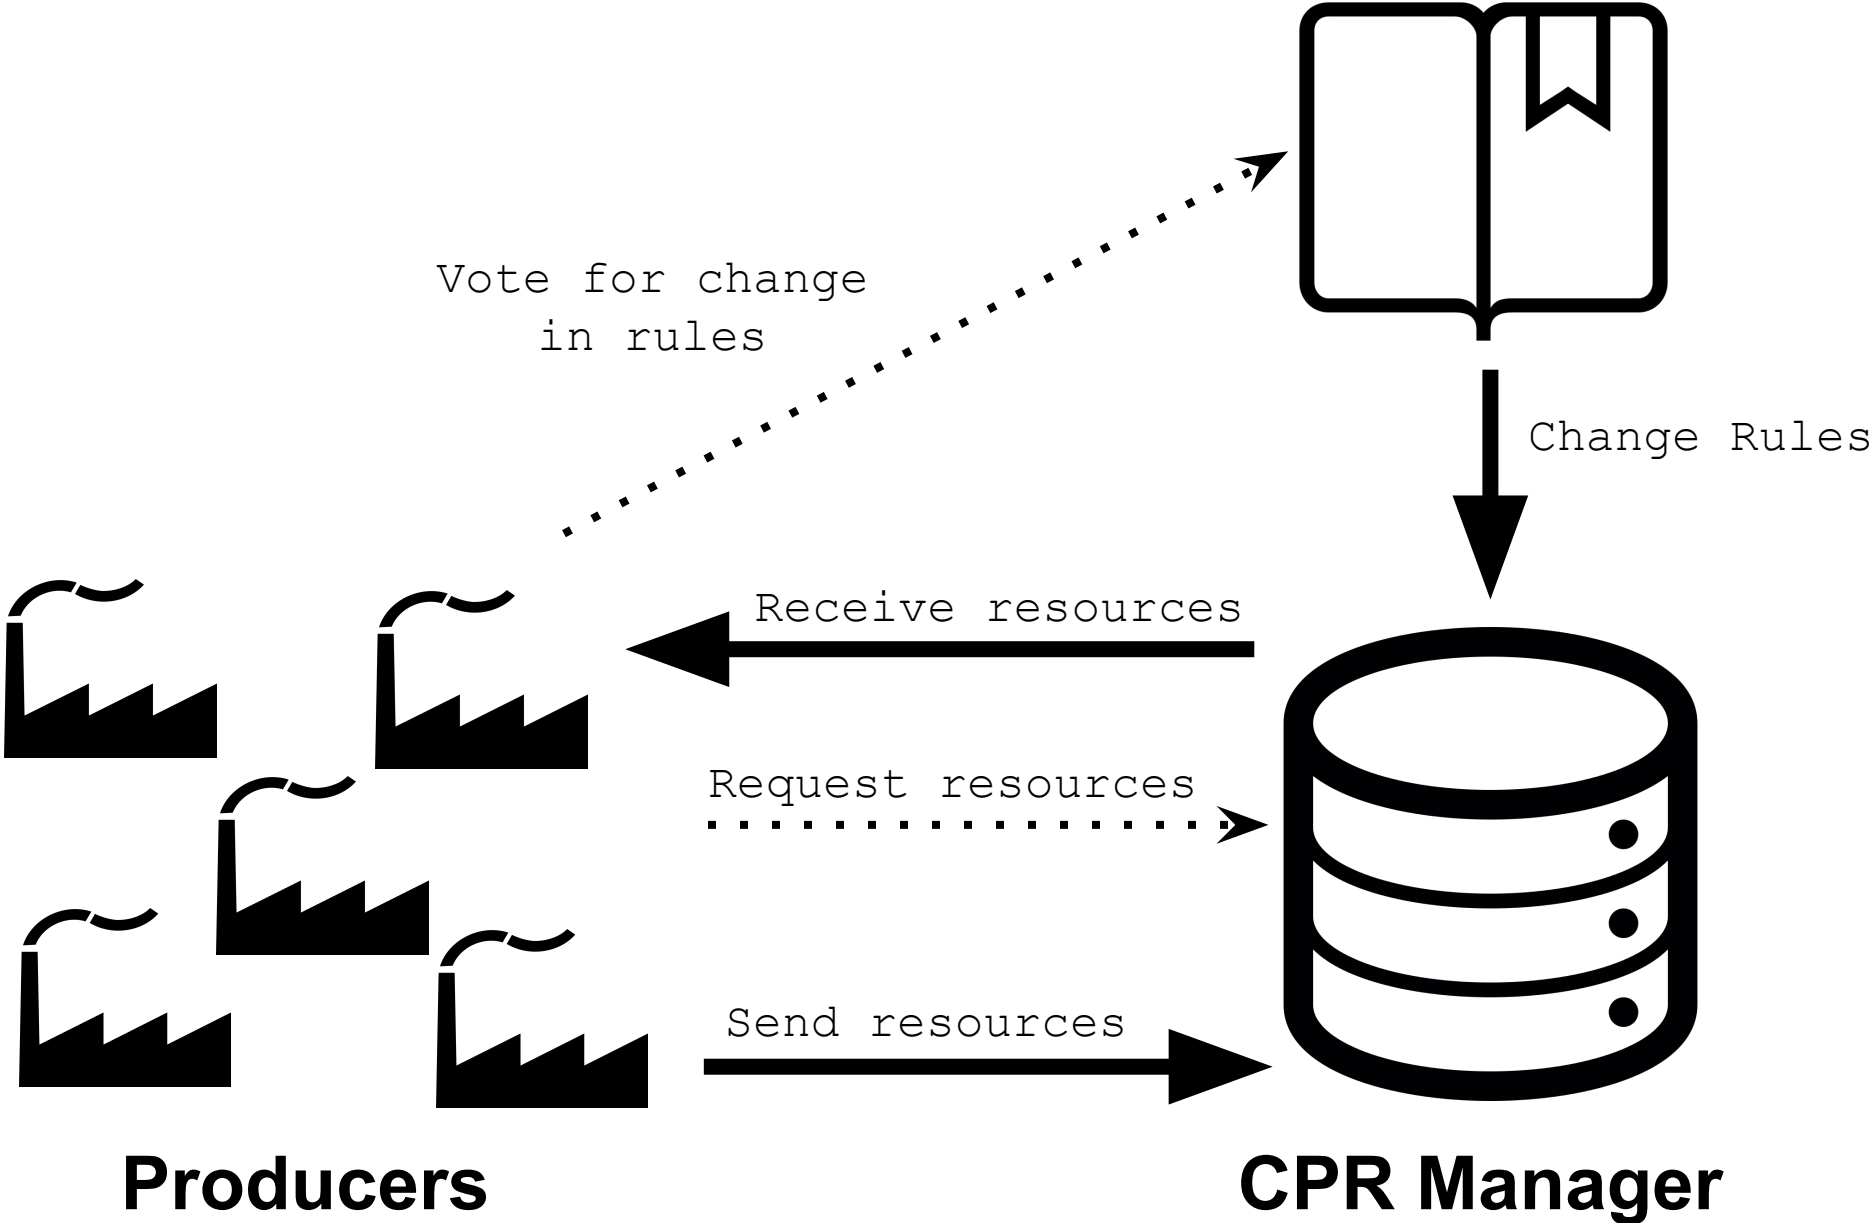 Vote for change
in rules
Change Rules
Receive resources
Request resources
Send resources
Producers
CPR Manager